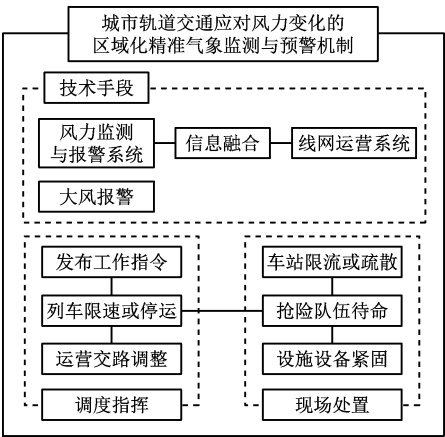 城市轨道交通应对风力变化的
区域化精准气象监测与预警机制
技术手段
风力监测
与报警系统
信息融合
线网运营系统
大风报警
发布工作指令
车站限流或疏散
列车限速或停运
抢险队伍待命
运营交路调整
设施设备紧固
调度指挥
现场处置